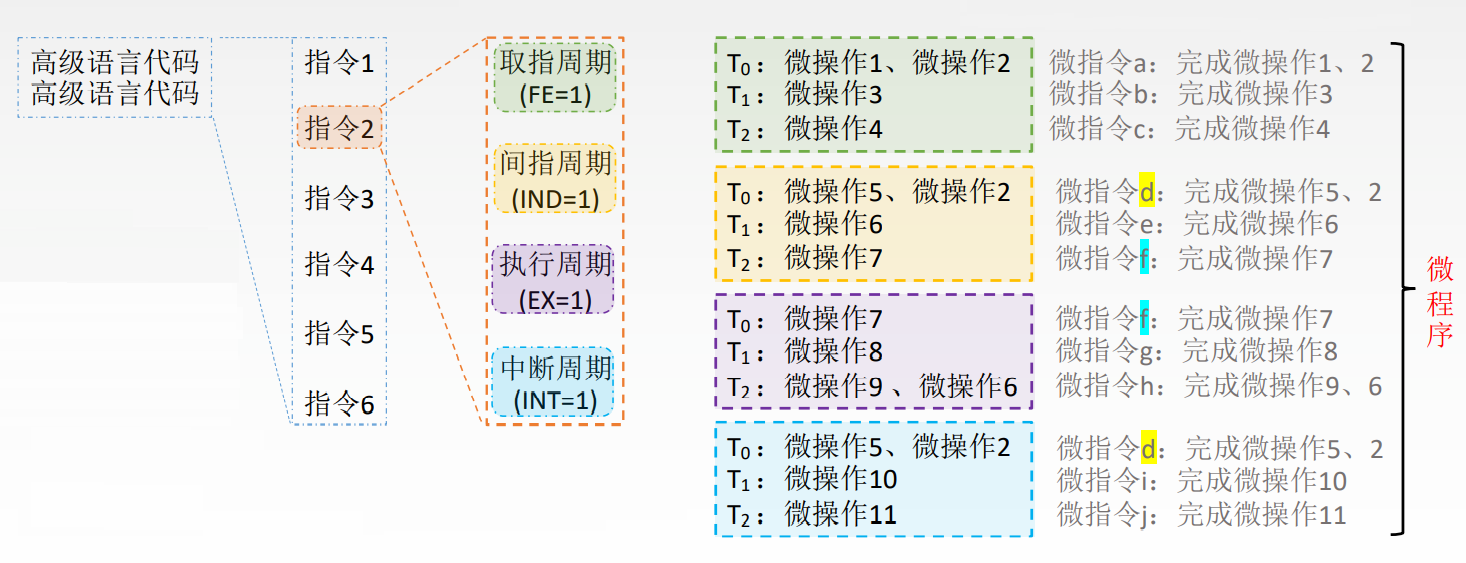 高级语言代码
高级语言代码
指令1
指令2
指令3
指令4
指令5
指令6
取指周期
(FE=1)
间指周期
(IND=1)
执行周期
(EX=1)
中断周期
(INT=1)
T0：微操作1、微操作2
T1：微操作3
T2：微操作4
T0：微操作5、微操作2
T1：微操作6
T2：微操作7
T0：微操作7
T1：微操作8
T2：微操作9 、微操作6
T0：微操作5、微操作2
T1：微操作10
T2：微操作11
微指令a：完成微操作1、2
微指令b：完成微操作3
微指令c：完成微操作4
微指令d：完成微操作5、2
微指令e：完成微操作6
微指令f：完成微操作7
微指令f：完成微操作7
微指令g：完成微操作8
微指令h：完成微操作9、6
微指令d：完成微操作5、2
微指令i：完成微操作10
微指令j：完成微操作11
微程序